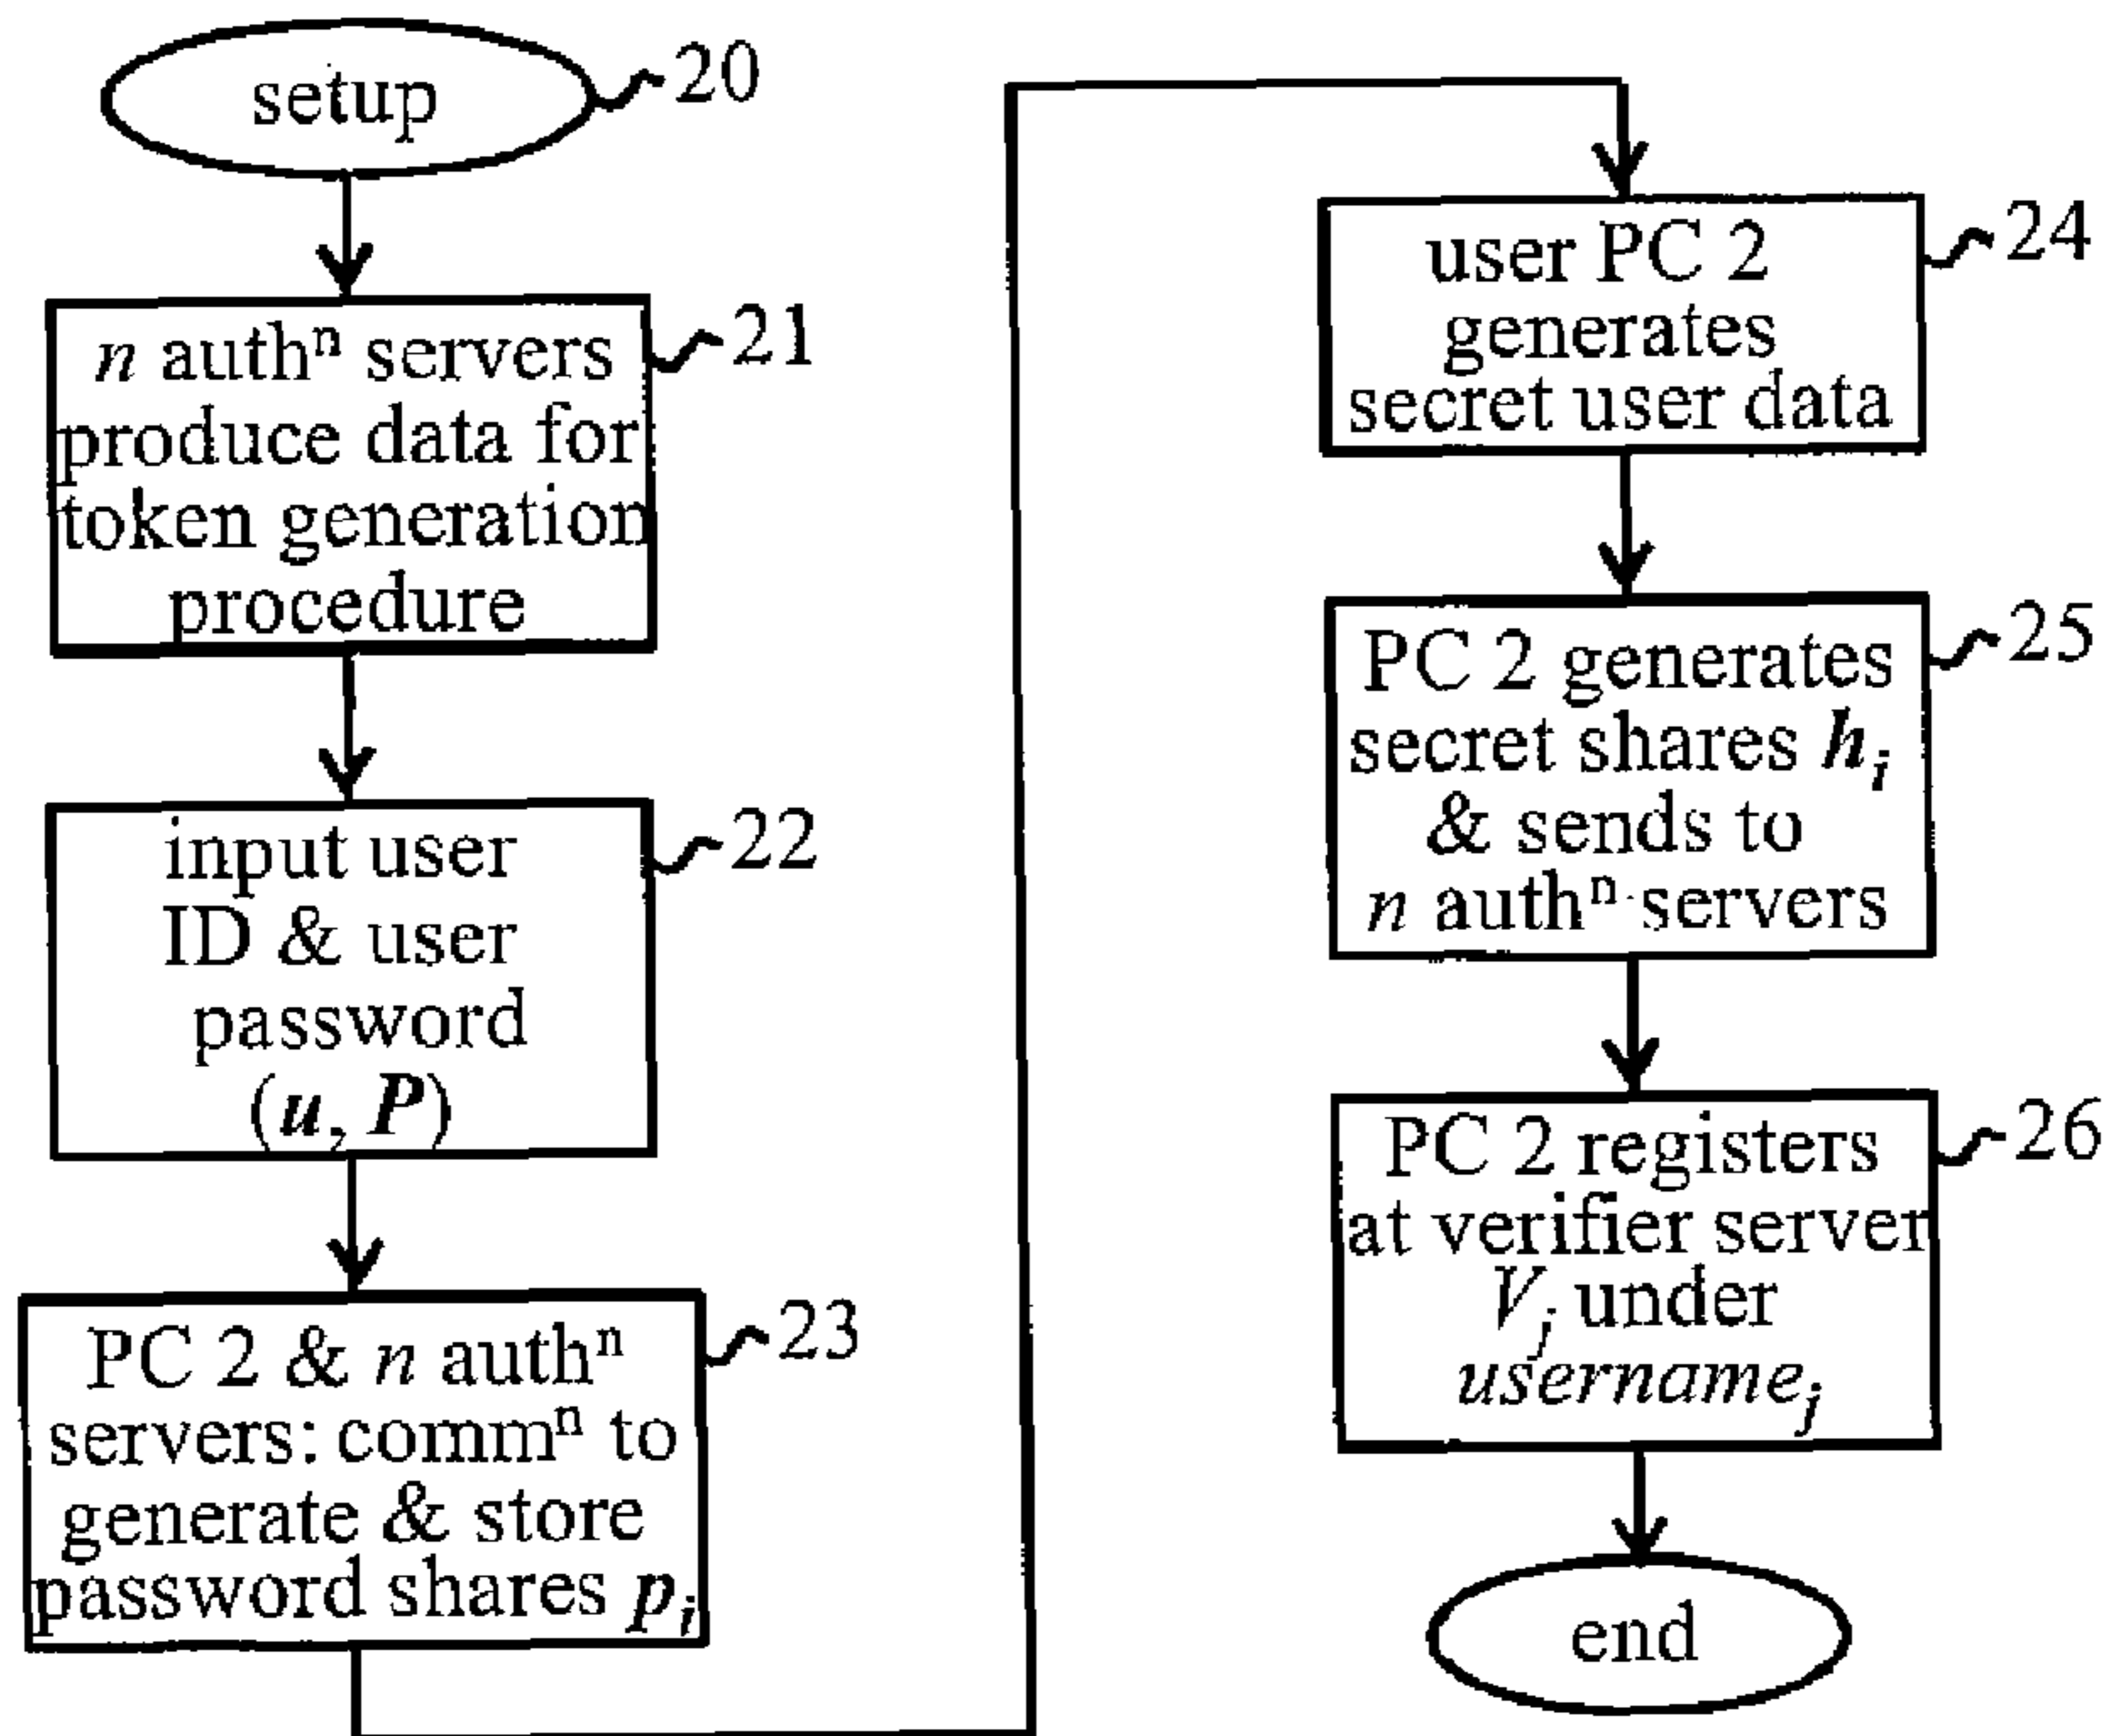 setup
20
n authⁿ servers
produce data for
token generation
procedure
21
input user
ID & user
password
(u, P)
22
PC 2 & n authⁿ
servers: commⁿ to
generate & store
password shares pᵢ
23
user PC 2
generates
secret user data
24
PC 2 generates
secret shares hᵢ
& sends to
n authⁿ servers
25
PC 2 registers
at verifier server
Vⱼ under
usernameⱼ
26
end